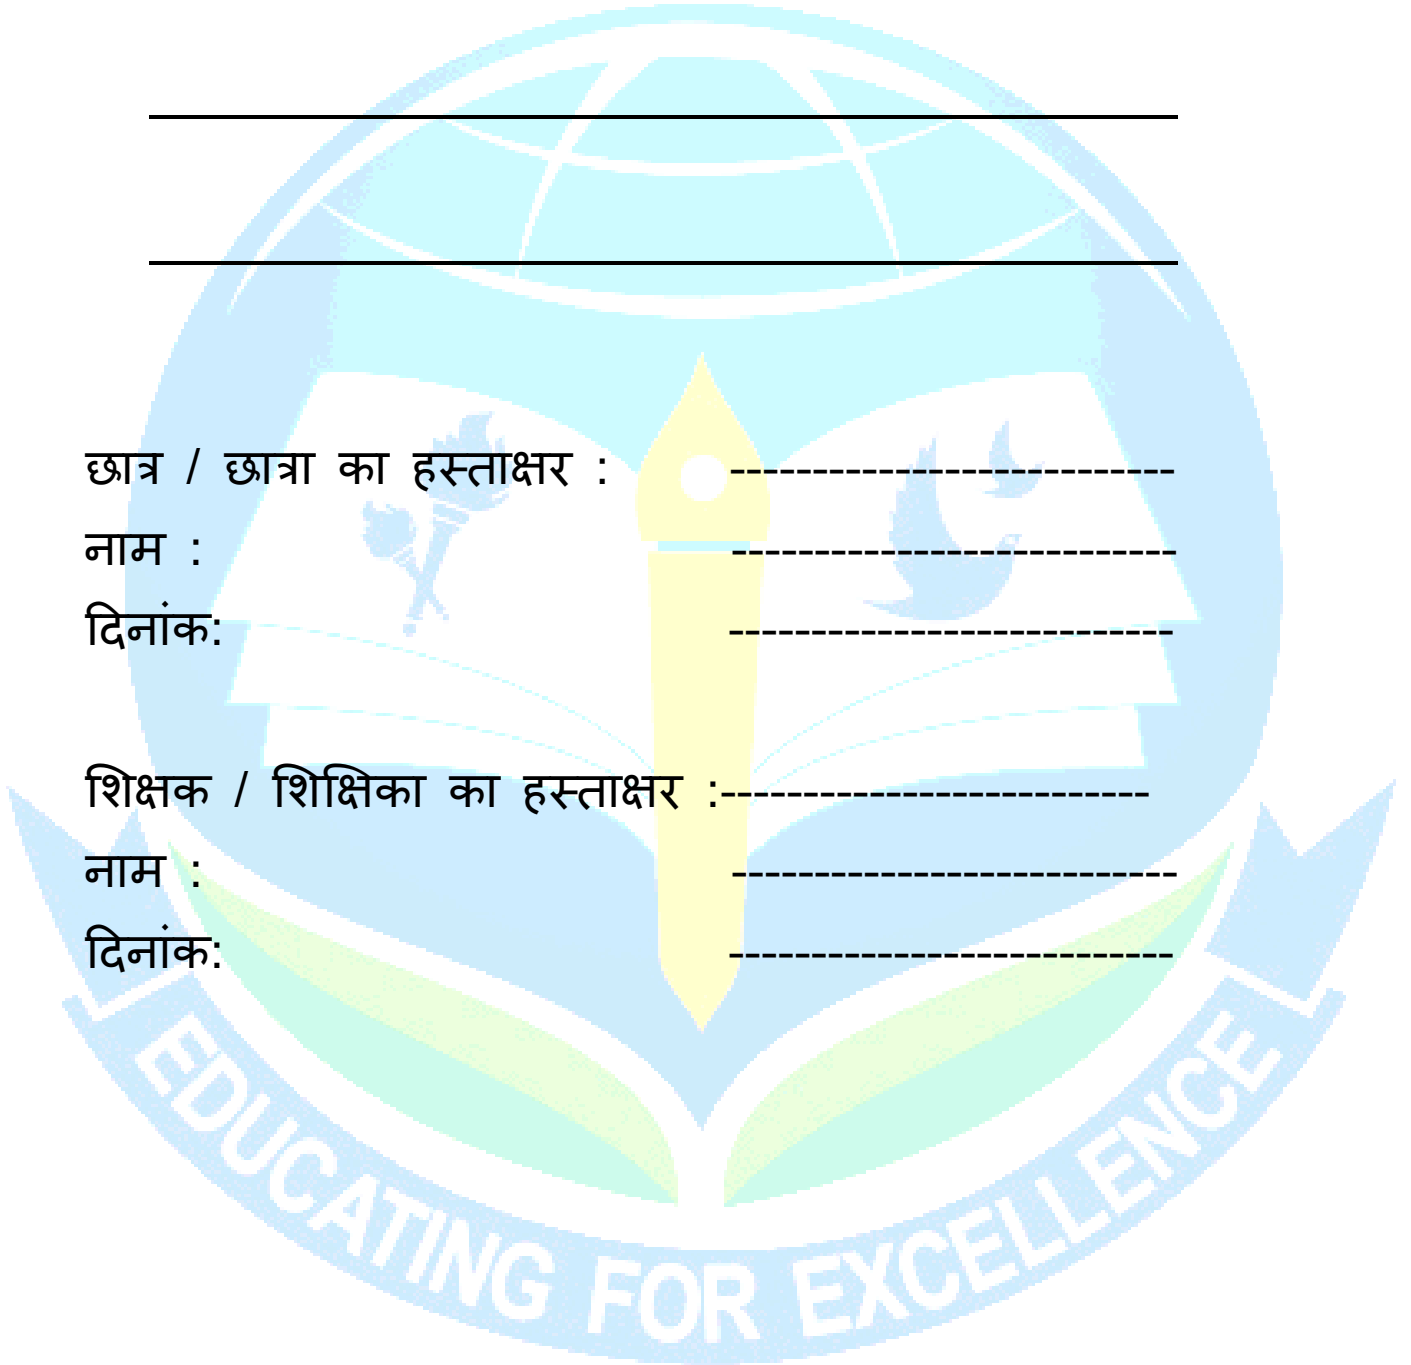 छात्र / छात्रा का हस्ताक्षर : ---------------------------
नाम : ---------------------------
दिनांक: ---------------------------
शिक्षक / शिक्षिका का हस्ताक्षर :--------------------------
नाम : ---------------------------
दिनांक: ---------------------------
EDUCATING FOR EXCELLENCE